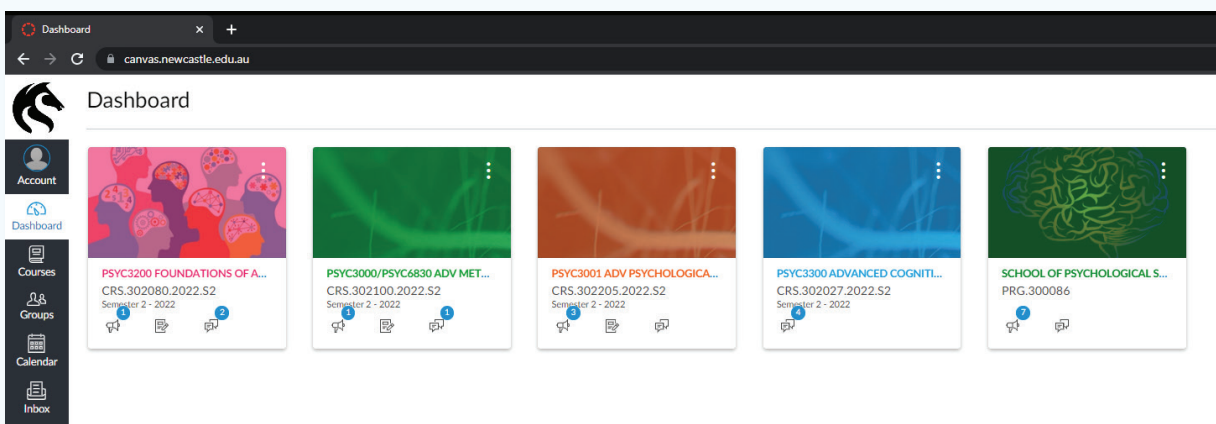 Dashboard
canvas.newcastle.edu.au
Dashboard
Account
Dashboard
Courses
Groups
Calendar
Inbox
PSYC3200 FOUNDATIONS OF A...
CRS.302080.2022.S2
Semester 2 - 2022
1
2
PSYC3000/PSYC6830 ADV MET...
CRS.302100.2022.S2
Semester 2 - 2022
1
1
PSYC3001 ADV PSYCHOLOGICA...
CRS.302205.2022.S2
Semester 2 - 2022
3
PSYC3300 ADVANCED COGNITI...
CRS.302027.2022.S2
Semester 2 - 2022
4
SCHOOL OF PSYCHOLOGICAL S...
PRG.300086
7